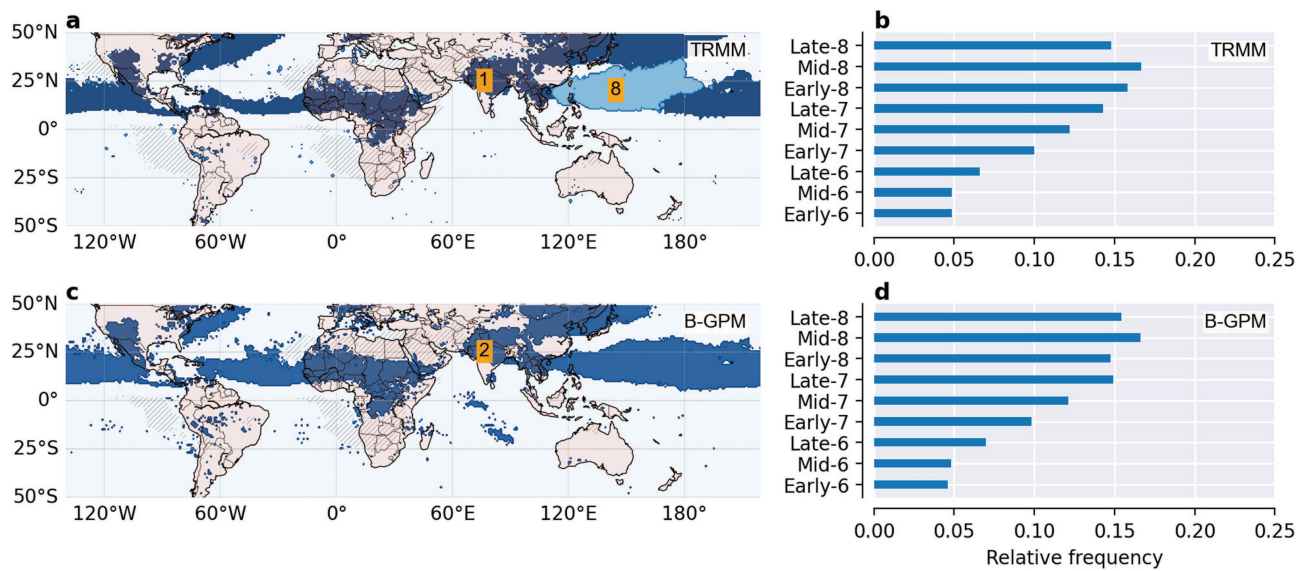 a
b
50°N
25°N
0°
25°S
50°S
TRMM
1
8
120°W 60°W 0° 60°E 120°E 180°
Late-8
Mid-8
Early-8
Late-7
Mid-7
Early-7
Late-6
Mid-6
Early-6
TRMM
0.00 0.05 0.10 0.15 0.20 0.25
c
d
50°N
25°N
0°
25°S
50°S
B-GPM
2
120°W 60°W 0° 60°E 120°E 180°
Late-8
Mid-8
Early-8
Late-7
Mid-7
Early-7
Late-6
Mid-6
Early-6
B-GPM
0.00 0.05 0.10 0.15 0.20 0.25
Relative frequency